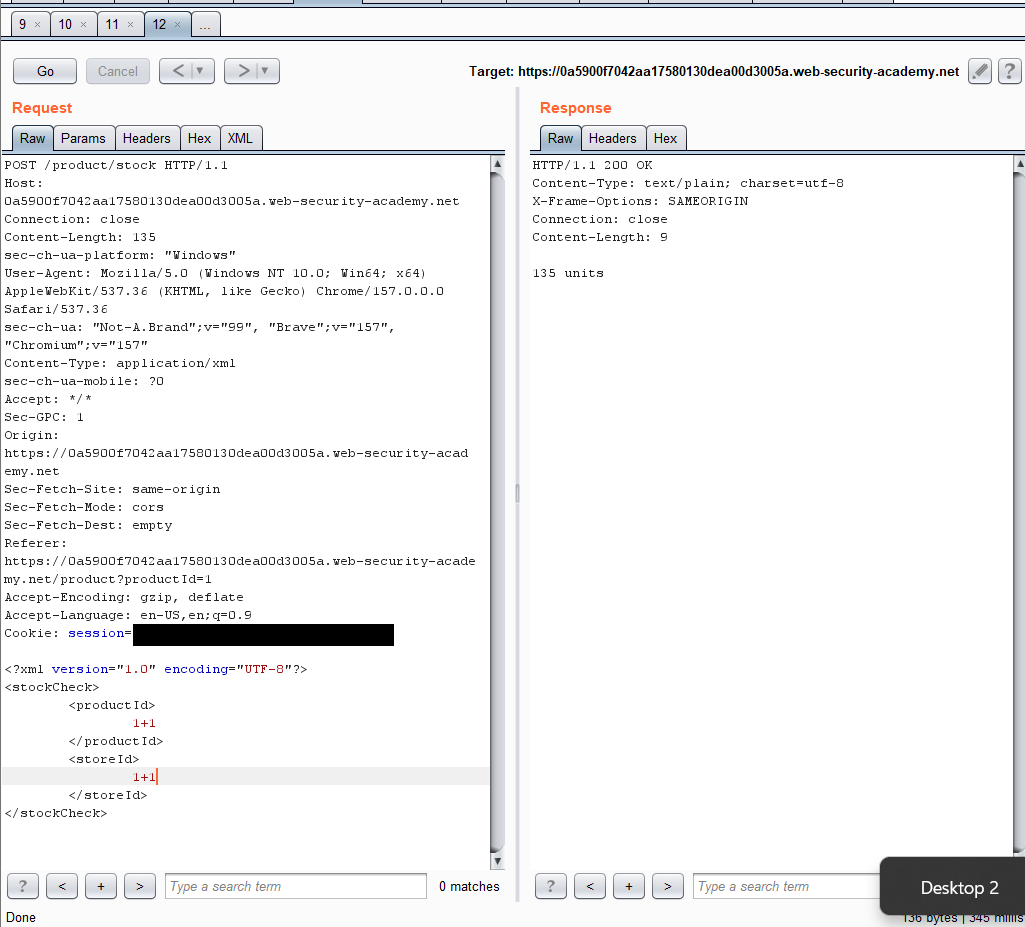 9 × 10 × 11 × 12 × ...
Go Cancel < ▼ > ▼ Target: https://0a5900f7042aa17580130dea00d3005a.web-security-academy.net ?
Request
Raw Params Headers Hex XML
POST /product/stock HTTP/1.1
Host:
0a5900f7042aa17580130dea00d3005a.web-security-academy.net
Connection: close
Content-Length: 135
sec-ch-ua-platform: "Windows"
User-Agent: Mozilla/5.0 (Windows NT 10.0; Win64; x64)
AppleWebKit/537.36 (KHTML, like Gecko) Chrome/157.0.0.0
Safari/537.36
sec-ch-ua: "Not-A.Brand";v="99", "Brave";v="157",
"Chromium";v="157"
Content-Type: application/xml
sec-ch-ua-mobile: ?0
Accept: */*
Sec-GPC: 1
Origin:
https://0a5900f7042aa17580130dea00d3005a.web-security-acad
emy.net
Sec-Fetch-Site: same-origin
Sec-Fetch-Mode: cors
Sec-Fetch-Dest: empty
Referer:
https://0a5900f7042aa17580130dea00d3005a.web-security-acade
my.net/product?productId=1
Accept-Encoding: gzip, deflate
Accept-Language: en-US,en;q=0.9
Cookie: session=
<?xml version="1.0" encoding="UTF-8"?>
<stockCheck>
<productId>
1+1
</productId>
<storeId>
1+1
</storeId>
</stockCheck>
? < + > Type a search term 0 matches
Response
Raw Headers Hex
HTTP/1.1 200 OK
Content-Type: text/plain; charset=utf-8
X-Frame-Options: SAMEORIGIN
Connection: close
Content-Length: 9
135 units
? < + > Type a search term
Desktop 2
Done
136 bytes | 345 millis